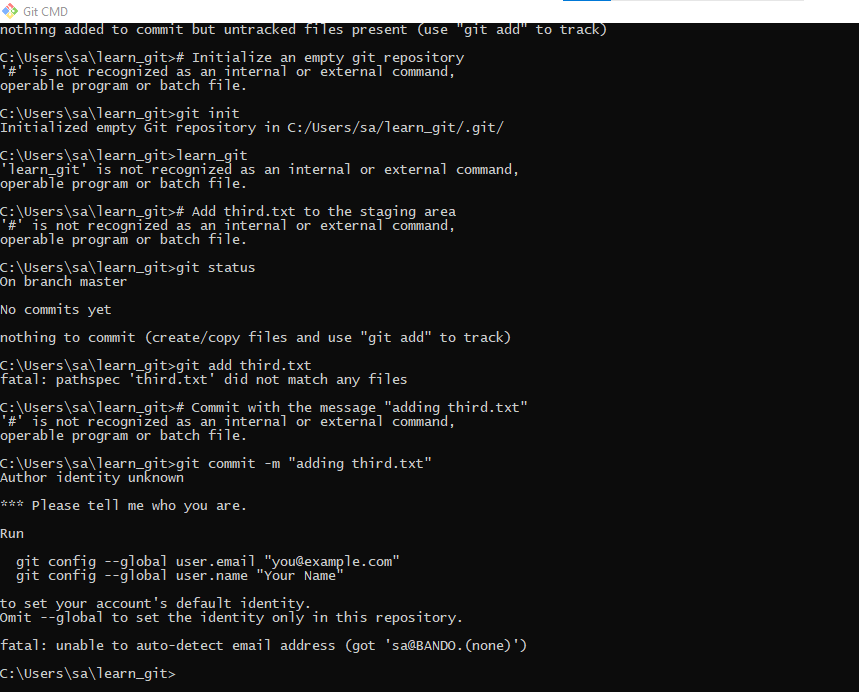 Git CMD
nothing added to commit but untracked files present (use "git add" to track)
C:\Users\sa\learn_git># Initialize an empty git repository
'#' is not recognized as an internal or external command,
operable program or batch file.
C:\Users\sa\learn_git>git init
Initialized empty Git repository in C:/Users/sa/learn_git/.git/
C:\Users\sa\learn_git>learn_git
'learn_git' is not recognized as an internal or external command,
operable program or batch file.
C:\Users\sa\learn_git># Add third.txt to the staging area
'#' is not recognized as an internal or external command,
operable program or batch file.
C:\Users\sa\learn_git>git status
On branch master
No commits yet
nothing to commit (create/copy files and use "git add" to track)
C:\Users\sa\learn_git>git add third.txt
fatal: pathspec 'third.txt' did not match any files
C:\Users\sa\learn_git># Commit with the message "adding third.txt"
'#' is not recognized as an internal or external command,
operable program or batch file.
C:\Users\sa\learn_git>git commit -m "adding third.txt"
Author identity unknown
*** Please tell me who you are.
Run
git config --global user.email "you@example.com"
git config --global user.name "Your Name"
to set your account's default identity.
Omit --global to set the identity only in this repository.
fatal: unable to auto-detect email address (got 'sa@BANDO.(none)')
C:\Users\sa\learn_git>